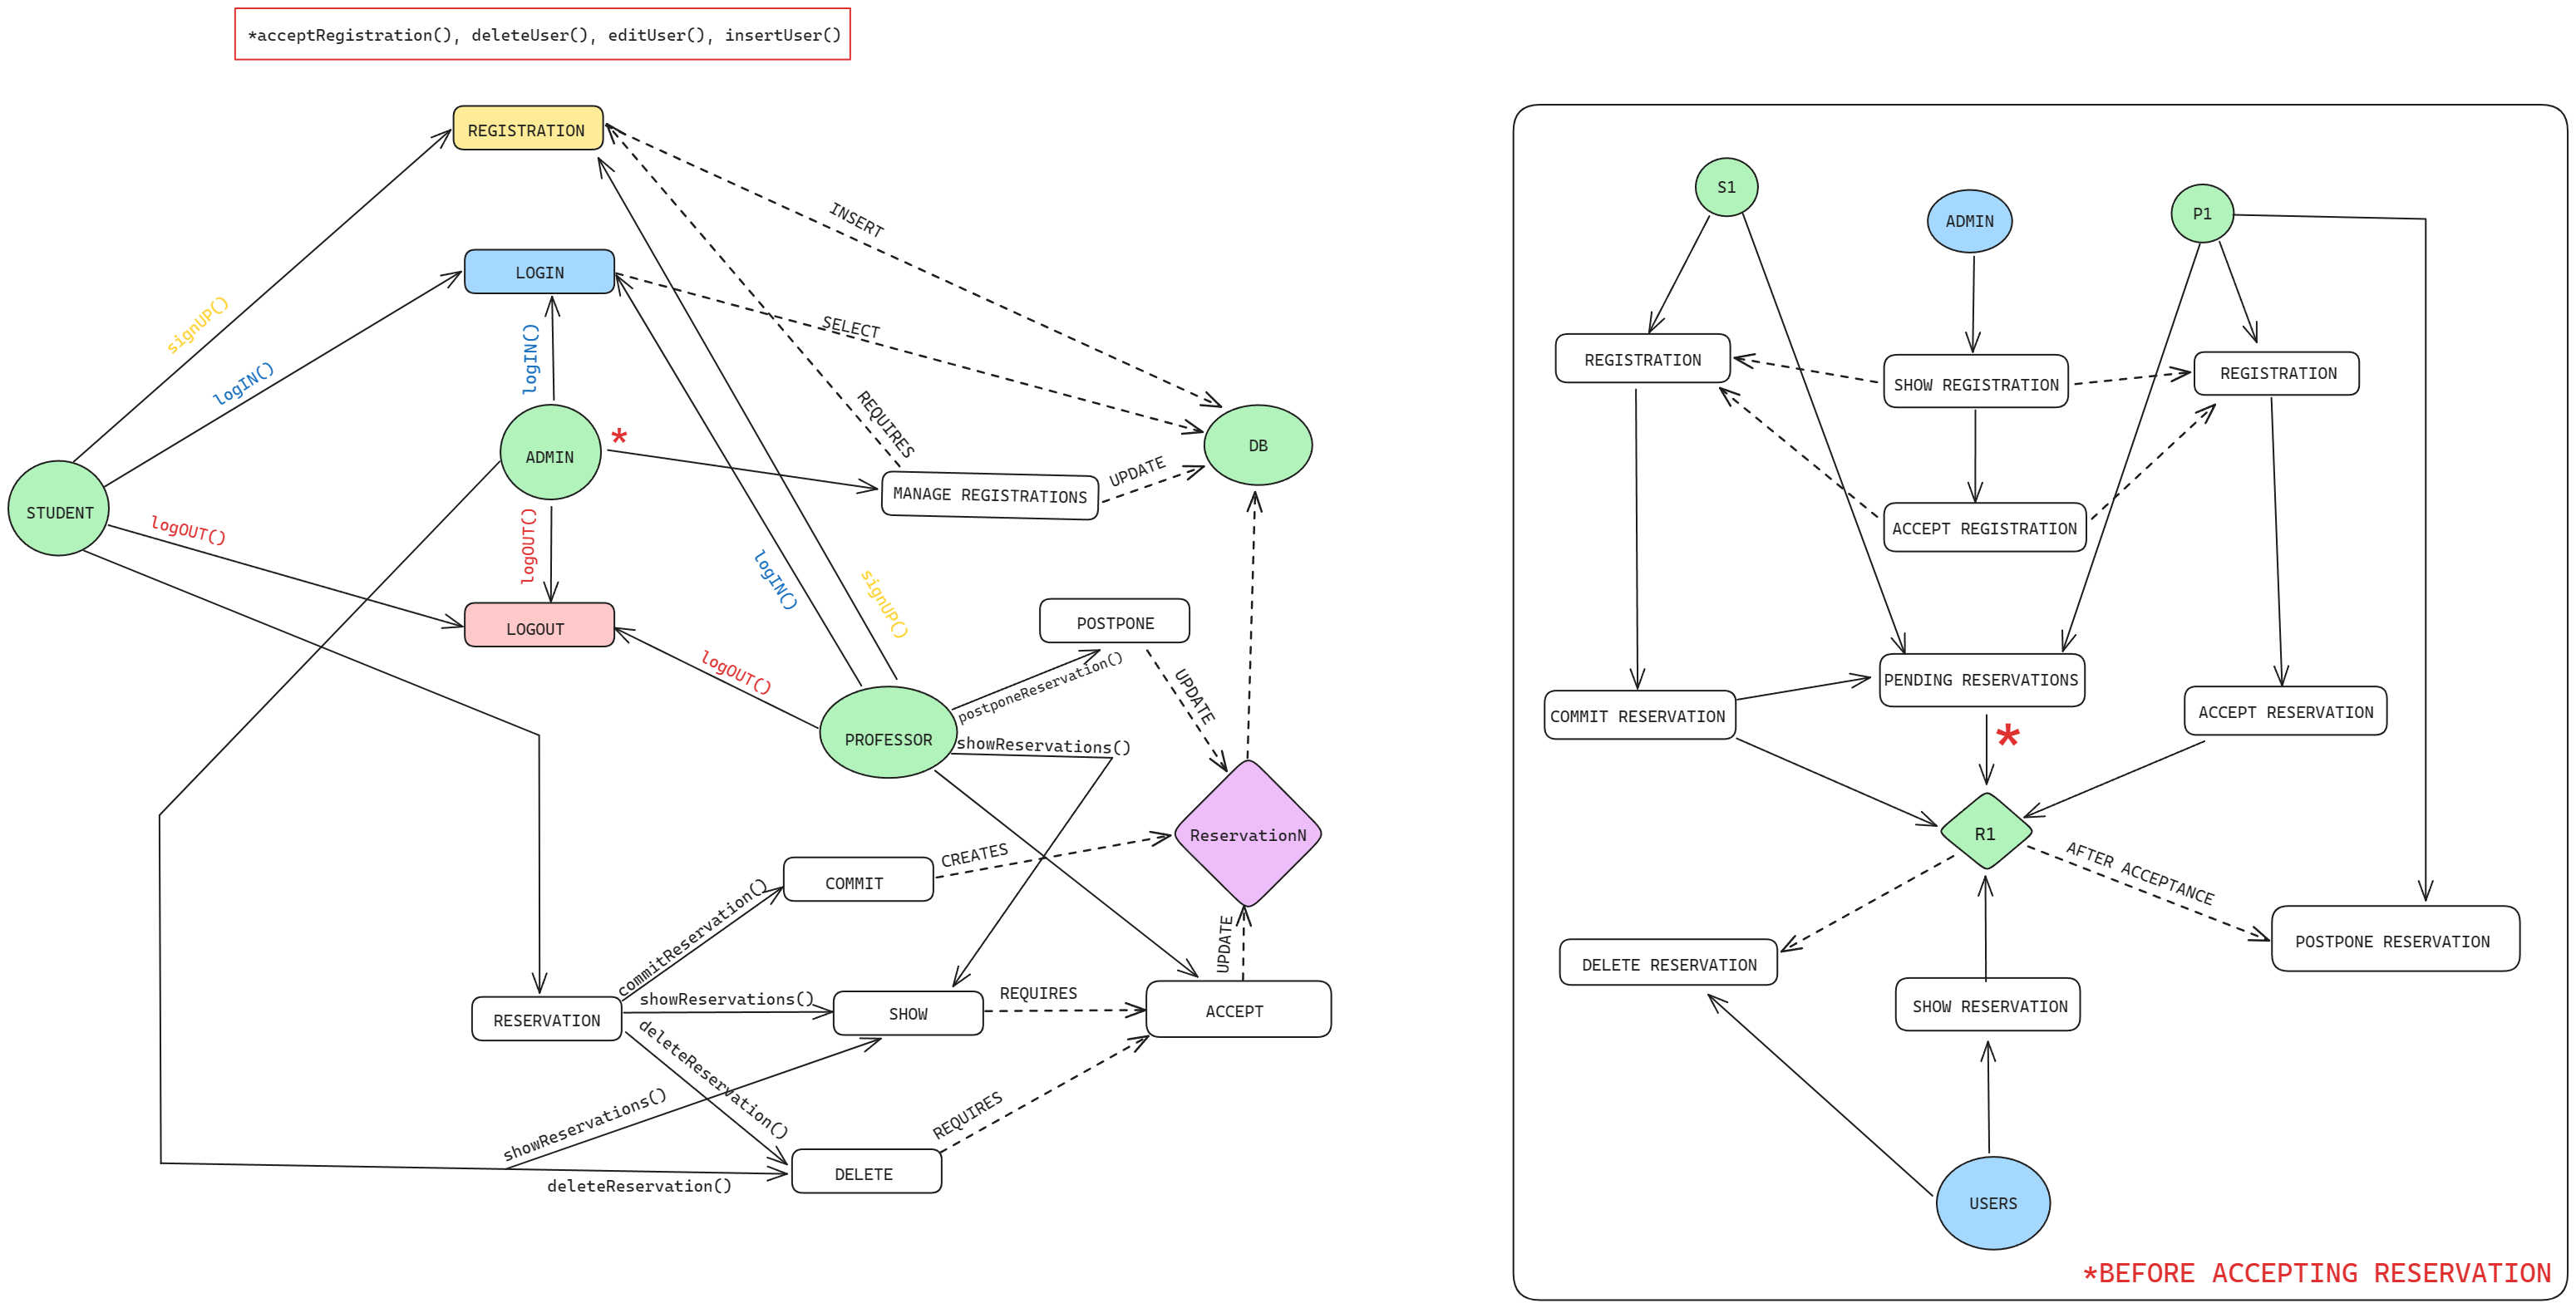 *acceptRegistration(), deleteUser(), editUser(), insertUser()
REGISTRATION
INSERT
LOGIN
SELECT
signUP()
logIN()
logIN()
REQUIRES
ADMIN
*
DB
UPDATE
MANAGE REGISTRATIONS
STUDENT
logOUT()
logOUT()
logIN()
signUP()
LOGOUT
POSTPONE
logOUT()
postponeReservation()
UPDATE
PROFESSOR
showReservations()
ReservationN
CREATES
COMMIT
commitReservation()
UPDATE
showReservations()
REQUIRES
RESERVATION
SHOW
ACCEPT
deleteReservation()
showReservations()
REQUIRES
DELETE
deleteReservation()
S1
ADMIN
P1
REGISTRATION
SHOW REGISTRATION
REGISTRATION
ACCEPT REGISTRATION
PENDING RESERVATIONS
COMMIT RESERVATION
ACCEPT RESERVATION
*
R1
AFTER ACCEPTANCE
POSTPONE RESERVATION
DELETE RESERVATION
SHOW RESERVATION
USERS
*BEFORE ACCEPTING RESERVATION